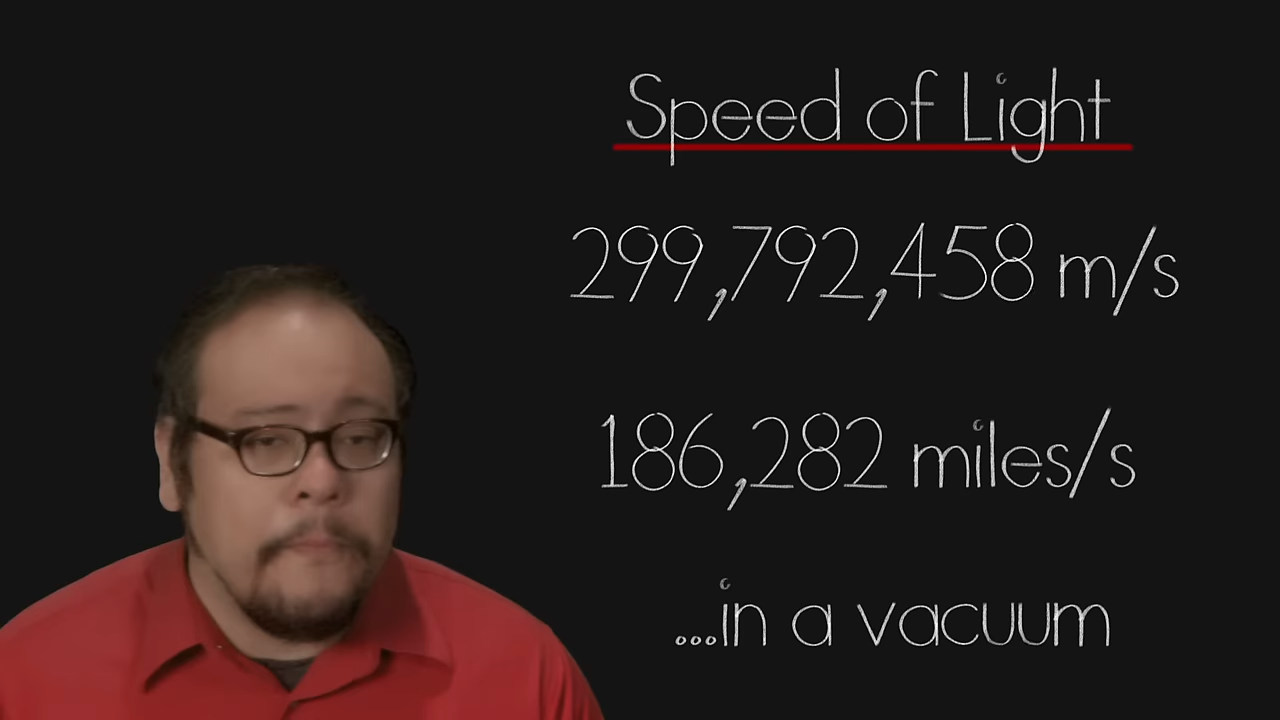 Speed of Light
299,792,458 m/s
186,282 miles/s
...in a vacuum